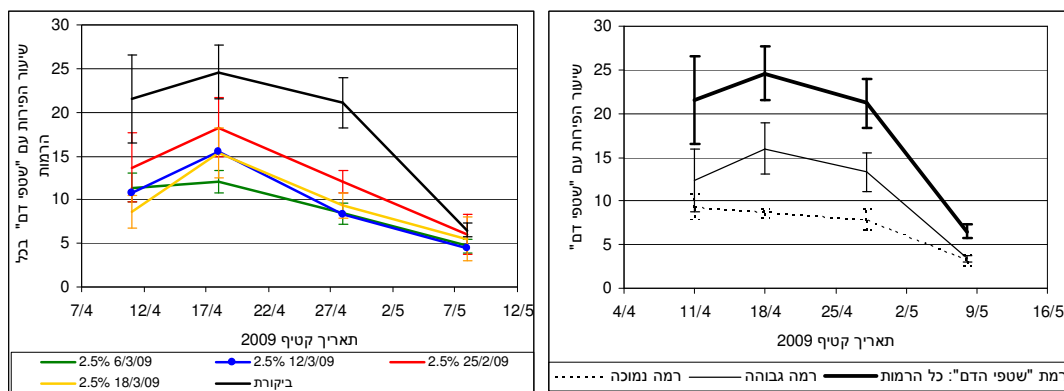 שיעור הפירות עם "שטפי דם" בכל
הרמות
30
25
20
15
10
5
0
7/4 12/4 17/4 22/4 27/4 2/5 7/5 12/5
תאריך קטיף 2009
2.5% 6/3/09 2.5% 12/3/09 2.5% 25/2/09
2.5% 18/3/09 ביקורת
שיעור הפירות עם "שטפי דם"
30
25
20
15
10
5
0
4/4 11/4 18/4 25/4 2/5 9/5 16/5
תאריך קטיף 2009
רמת "שטפי הדם": כל הרמות רמה גבוהה רמה נמוכה